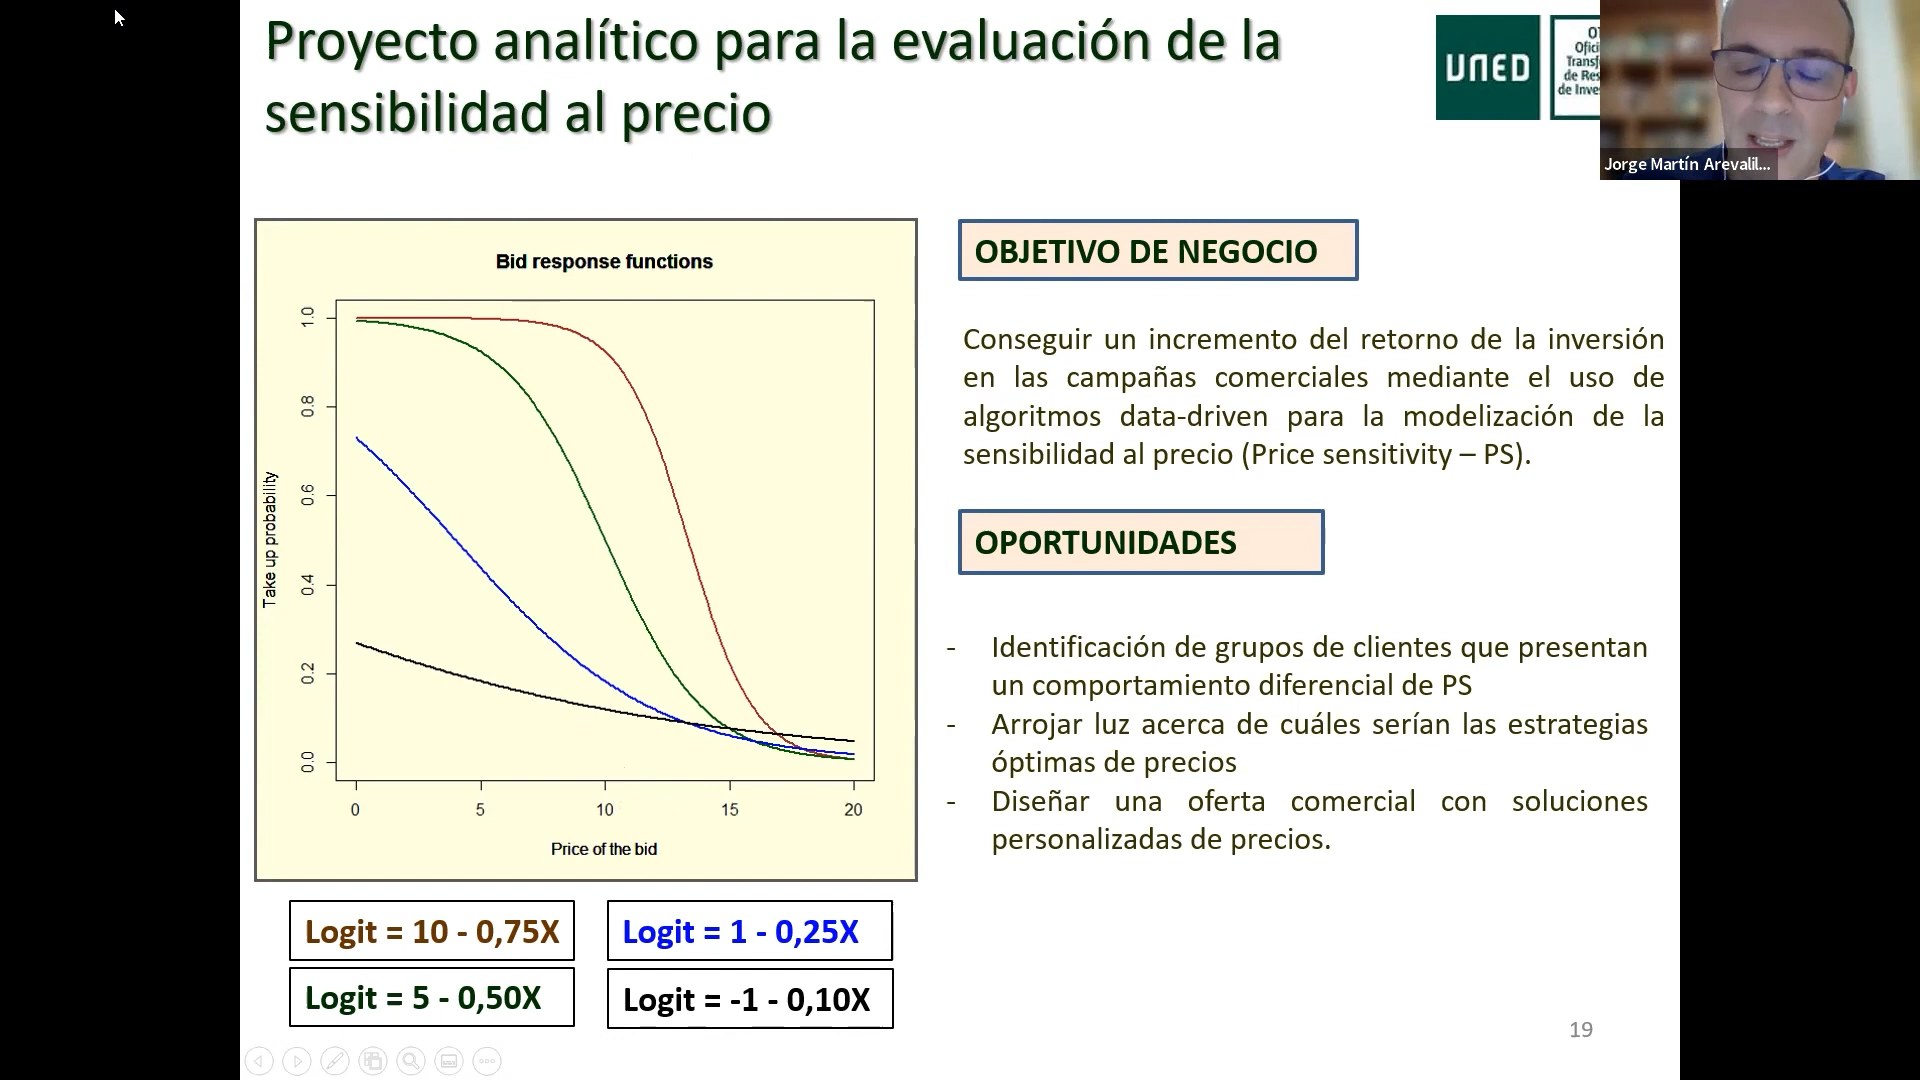 Proyecto analítico para la evaluación de la
sensibilidad al precio
UNED
Jorge Martín Arevalil...
Bid response functions
Take up probability
1.0
0.8
0.6
0.4
0.2
0.0
0 5 10 15 20
Price of the bid
Logit = 10 - 0,75X
Logit = 1 - 0,25X
Logit = 5 - 0,50X
Logit = -1 - 0,10X
OBJETIVO DE NEGOCIO
Conseguir un incremento del retorno de la inversión
en las campañas comerciales mediante el uso de
algoritmos data-driven para la modelización de la
sensibilidad al precio (Price sensitivity – PS).
OPORTUNIDADES
- Identificación de grupos de clientes que presentan
un comportamiento diferencial de PS
- Arrojar luz acerca de cuáles serían las estrategias
óptimas de precios
- Diseñar una oferta comercial con soluciones
personalizadas de precios.
19